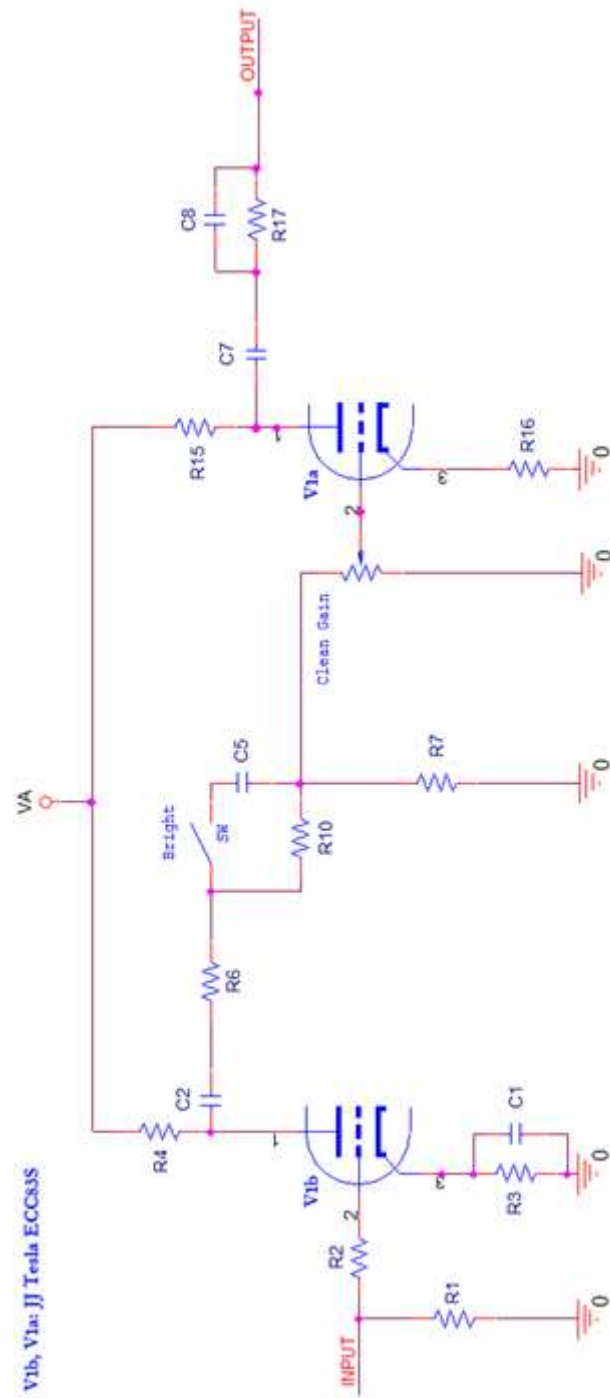 V1b, V1a: JJ Tesla ECC83S
VA
Bright
SW
C5
R10
C2
R6
R4
R15
C7
C8
R17
OUTPUT
1
V1b
2
3
INPUT
R2
R1
0
R3
C1
0
R7
0
Clean Gain
0
1
V1a
2
3
R16
0